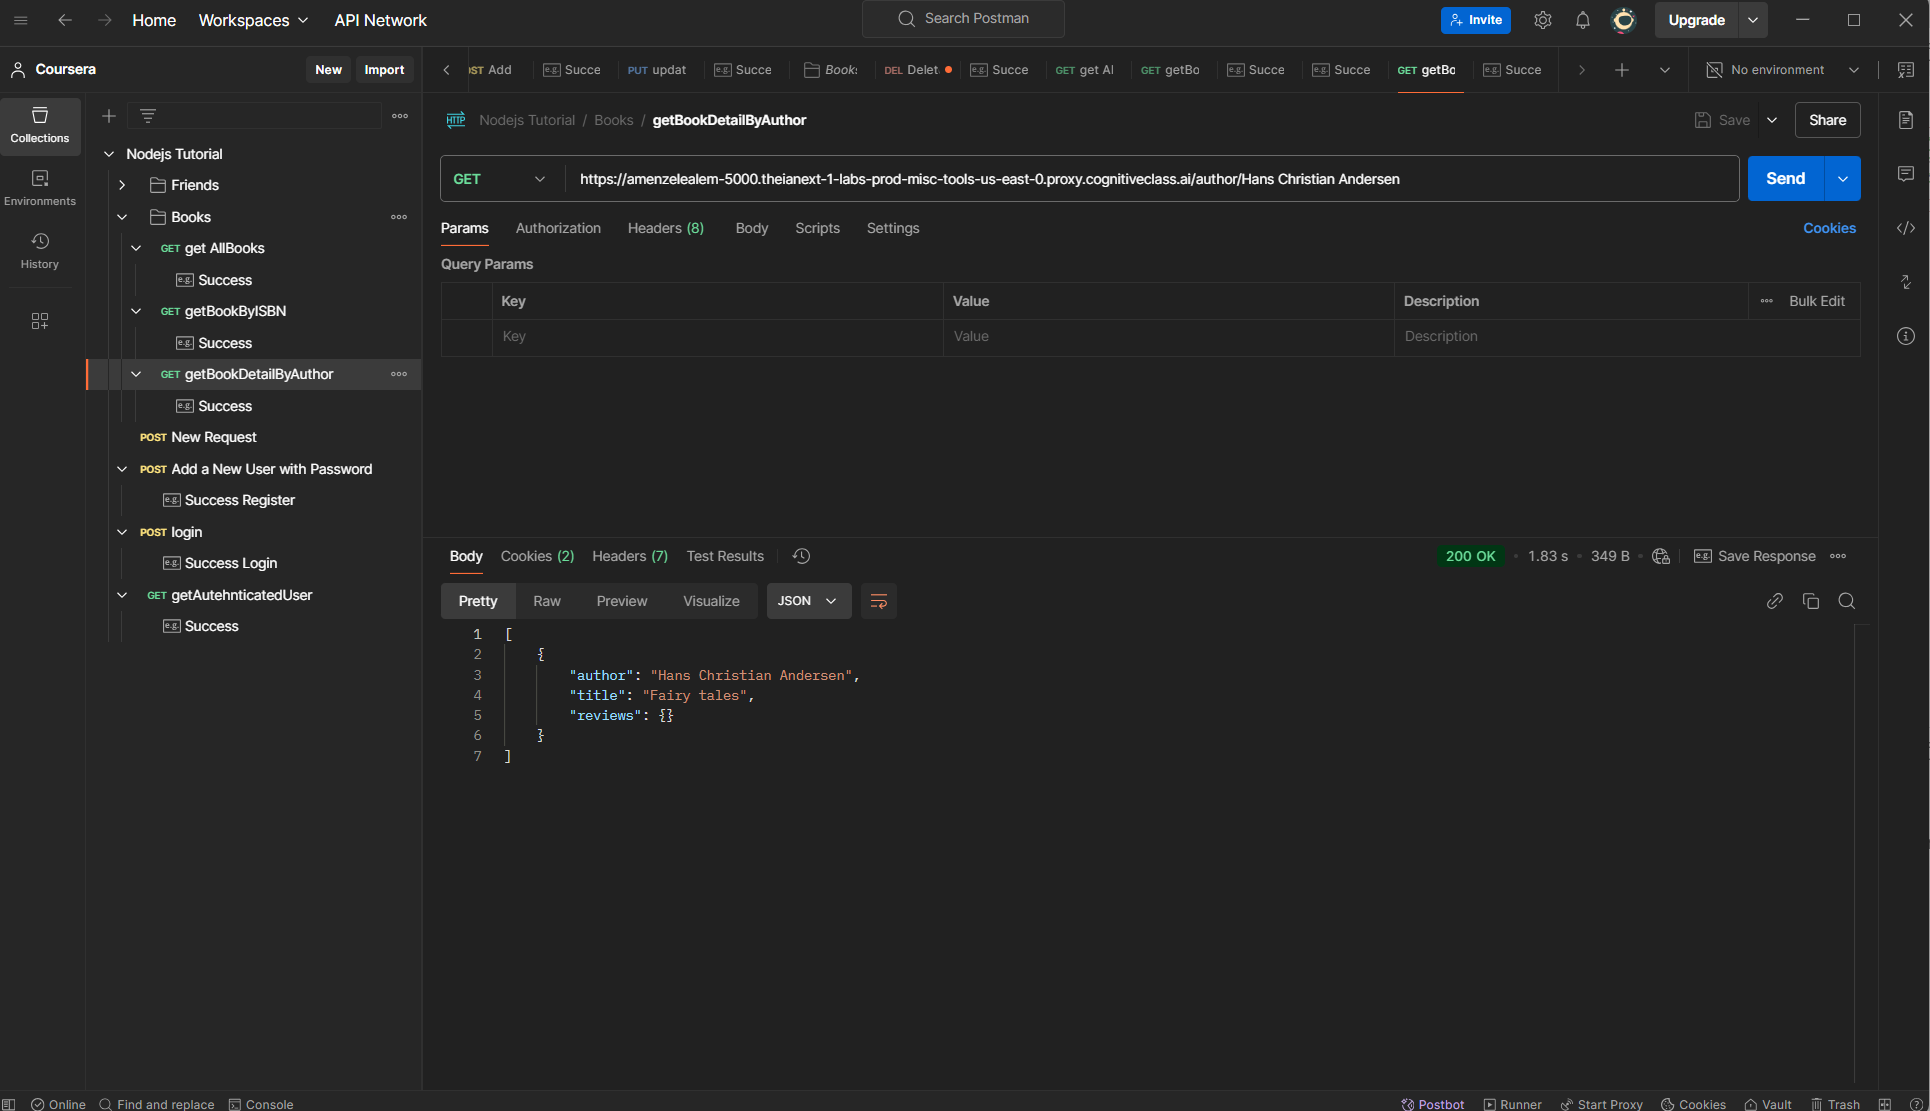 Home Workspaces API Network Search Postman Invite Upgrade
Coursera New Import
ST Add e.g. Succe PUT updat e.g. Succe Books DEL Delet e.g. Succe GET get Al GET getBo e.g. Succe e.g. Succe GET getBo e.g. Succe No environment
Collections
Environments
History
Nodejs Tutorial
Friends
Books
GET get AllBooks
e.g. Success
GET getBookByISBN
e.g. Success
GET getBookDetailByAuthor
e.g. Success
POST New Request
POST Add a New User with Password
e.g. Success Register
POST login
e.g. Success Login
GET getAutehnticatedUser
e.g. Success
HTTP Nodejs Tutorial / Books / getBookDetailByAuthor Save Share
GET https://amenzelealem-5000.theianext-1-labs-prod-misc-tools-us-east-0.proxy.cognitiveclass.ai/author/Hans Christian Andersen Send
Params Authorization Headers (8) Body Scripts Settings Cookies
Query Params
Key Value Description Bulk Edit
Key Value Description
Body Cookies (2) Headers (7) Test Results 200 OK • 1.83 s • 349 B • e.g. Save Response
Pretty Raw Preview Visualize JSON
1 [
2 {
3 "author": "Hans Christian Andersen",
4 "title": "Fairy tales",
5 "reviews": {}
6 }
7 ]
Online Find and replace Console Postbot Runner Start Proxy Cookies Vault Trash